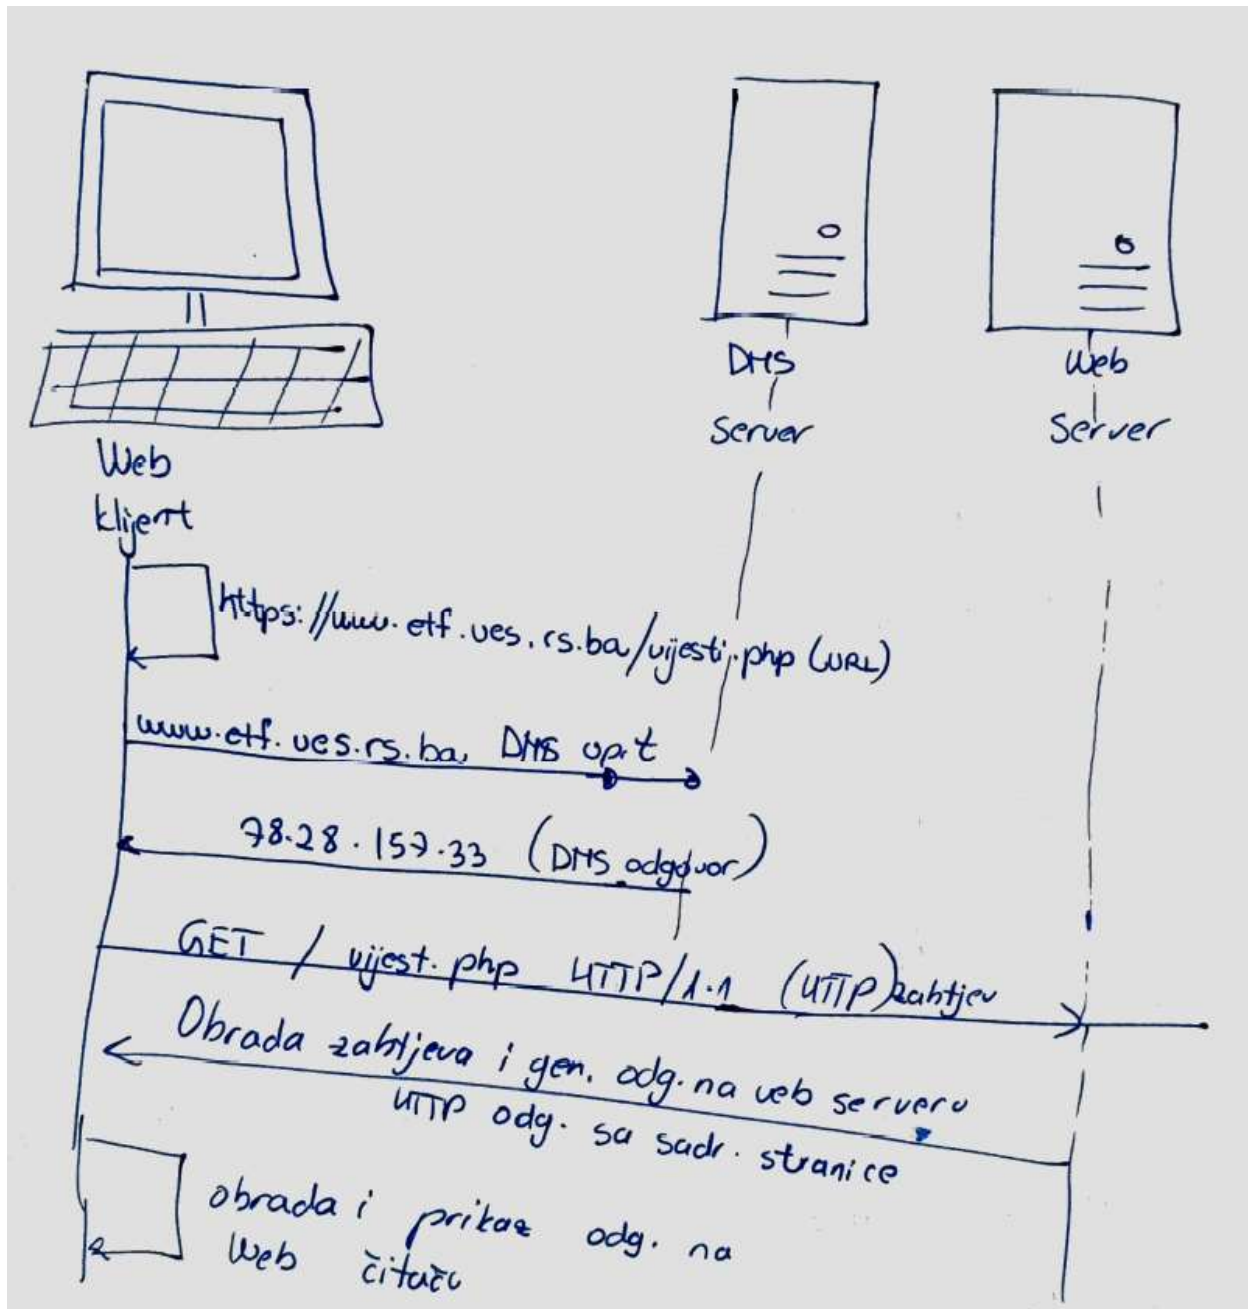 DNS
Server
Web
Server
Web
klijent
https://www.etf.ues.rs.ba/vijesti.php (URL)
www.etf.ues.rs.ba DNS upit
78.28.157.33 (DNS odgovor)
GET / vijest.php HTTP/1.1 (HTTP) zahtjev
Obrada zahtjeva i gen. odg. na veb serveru
HTTP odg. sa sadr. stranice
obrada i prikaz odg. na
Web čitaču